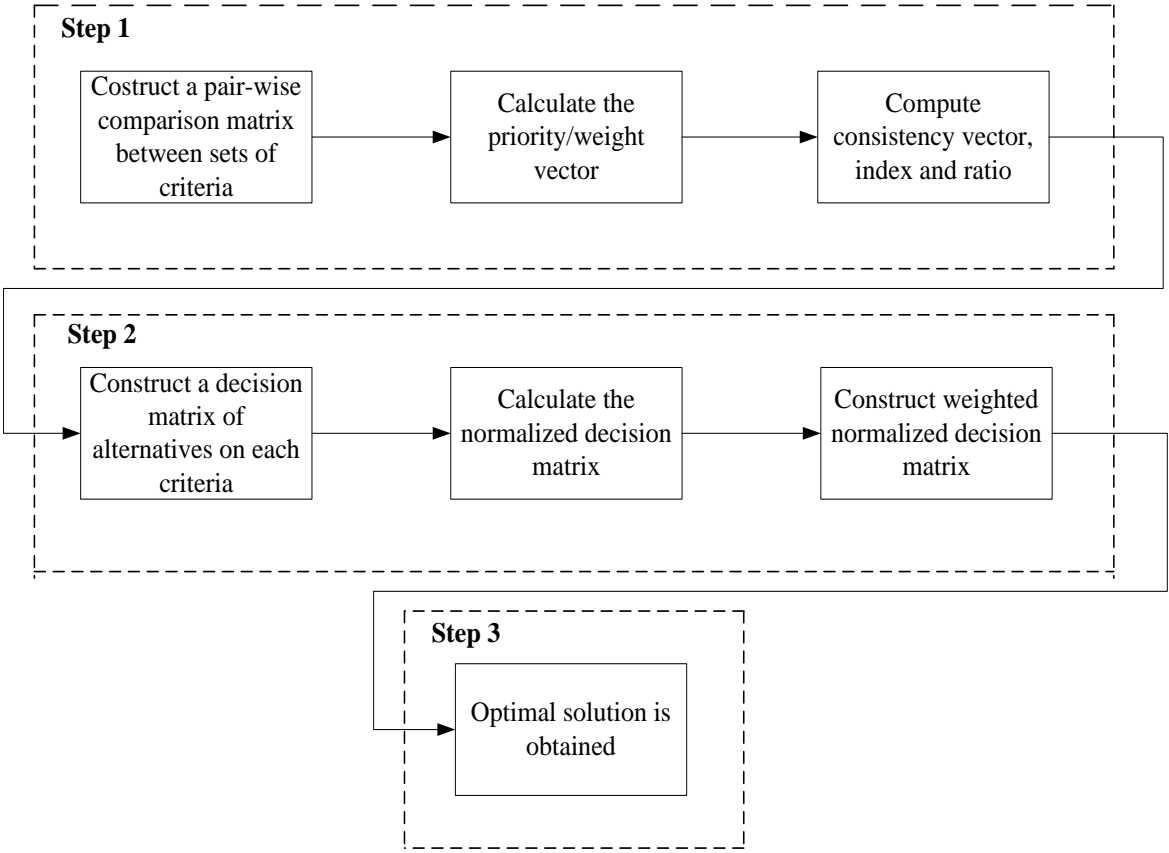 Step 1
Costruct a pair-wise
comparison matrix
between sets of
criteria
Calculate the
priority/weight
vector
Compute
consistency vector,
index and ratio
Step 2
Construct a decision
matrix of
alternatives on each
criteria
Calculate the
normalized decision
matrix
Construct weighted
normalized decision
matrix
Step 3
Optimal solution is
obtained